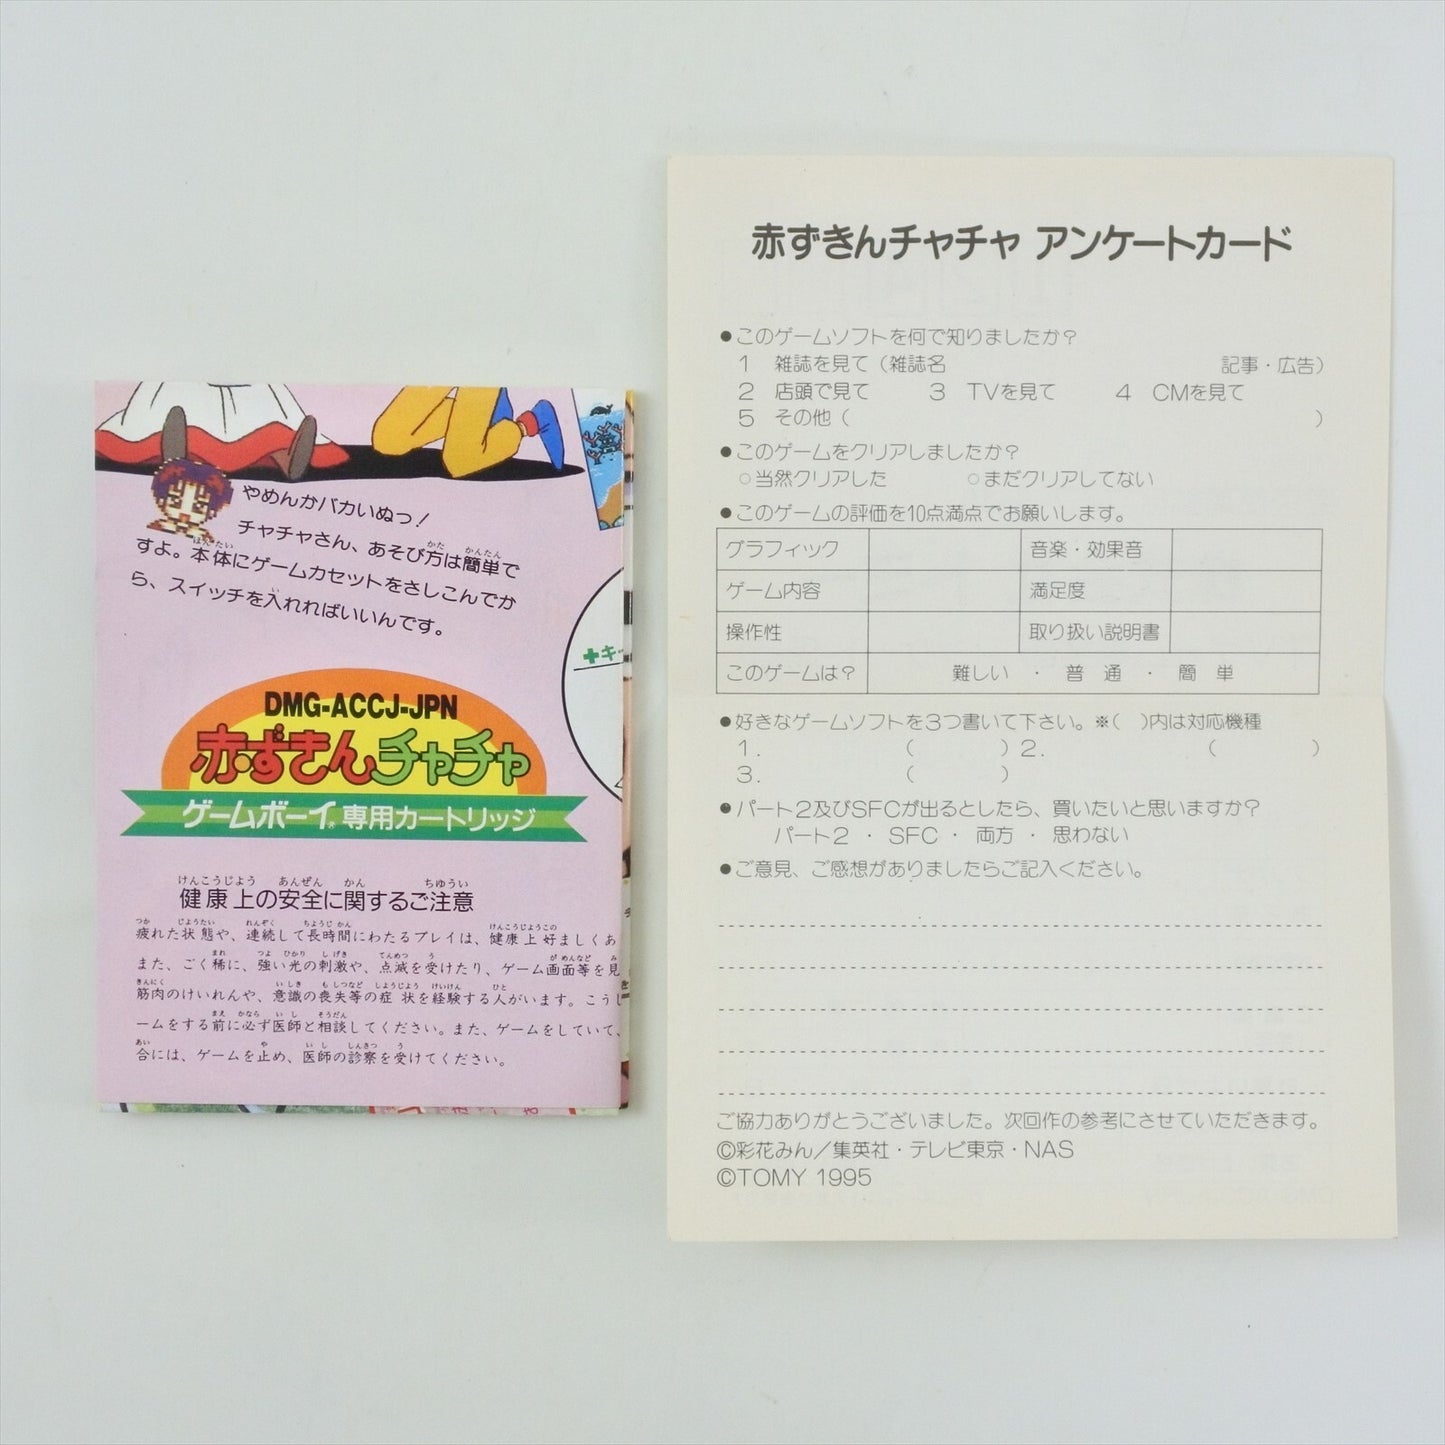 やめんかバカいぬっ！
チャチャさん、あそび方は簡単で
すよ。本体にゲームカセットをさしこんでか
ら、スイッチを入れればいいんです。
DMG-ACCJ-JPN
赤ずきんチャチャ
ゲームボーイ®専用カートリッジ
健康上の安全に関するご注意
疲れた状態や、連続して長時間にわたるプレイは、健康上好ましくあ
また、ごく稀に、強い光の刺激や、点滅を受けたり、ゲーム画面等を見
筋肉のけいれんや、意識の喪失等の症状を経験する人がいます。こうし
ームをする前に必ず医師と相談してください。また、ゲームをしていて、
合には、ゲームを止め、医師の診察を受けてください。
✚キー
赤ずきんチャチャ アンケートカード
●このゲームソフトを何で知りましたか？
1 雑誌を見て（雑誌名 記事・広告）
2 店頭で見て 3 TVを見て 4 CMを見て
5 その他（ ）
●このゲームをクリアしましたか？
○当然クリアした ○まだクリアしてない
●このゲームの評価を10点満点でお願いします。
グラフィック 音楽・効果音
ゲーム内容 満足度
操作性 取り扱い説明書
このゲームは？ 難しい ・ 普通 ・ 簡単
●好きなゲームソフトを3つ書いて下さい。※（ ）内は対応機種
1. （ ） 2. （ ）
3. （ ）
●パート2及びSFCが出るとしたら、買いたいと思いますか？
パート2 ・ SFC ・ 両方 ・ 思わない
●ご意見、ご感想がありましたらご記入ください。
ご協力ありがとうございました。次回作の参考にさせていただきます。
©彩花みん／集英社・テレビ東京・NAS
©TOMY 1995